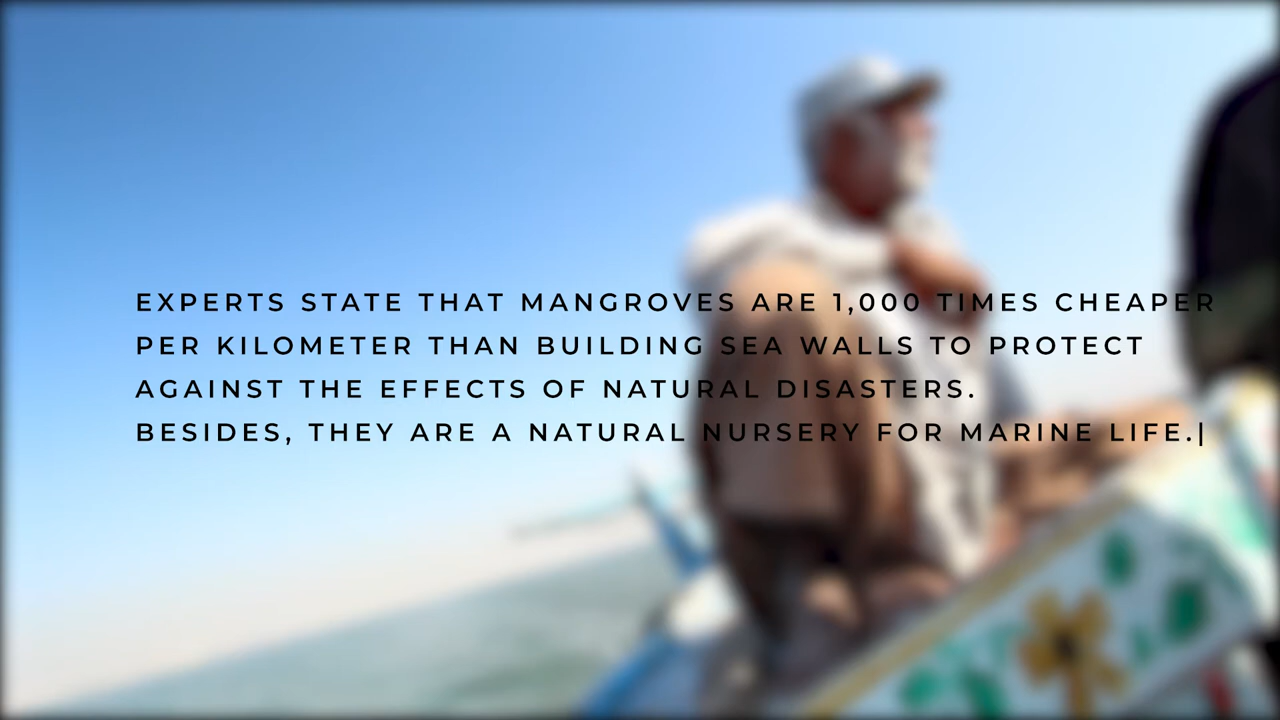 EXPERTS STATE THAT MANGROVES ARE 1,000 TIMES CHEAPER
PER KILOMETER THAN BUILDING SEA WALLS TO PROTECT
AGAINST THE EFFECTS OF NATURAL DISASTERS.
BESIDES, THEY ARE A NATURAL NURSERY FOR MARINE LIFE.|